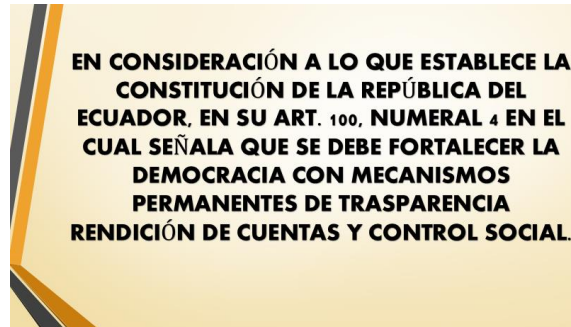 EN CONSIDERACIÓN A LO QUE ESTABLECE LA
CONSTITUCIÓN DE LA REPÚBLICA DEL
ECUADOR, EN SU ART. 100, NUMERAL 4 EN EL
CUAL SEÑALA QUE SE DEBE FORTALECER LA
DEMOCRACIA CON MECANISMOS
PERMANENTES DE TRASPARENCIA
RENDICIÓN DE CUENTAS Y CONTROL SOCIAL.